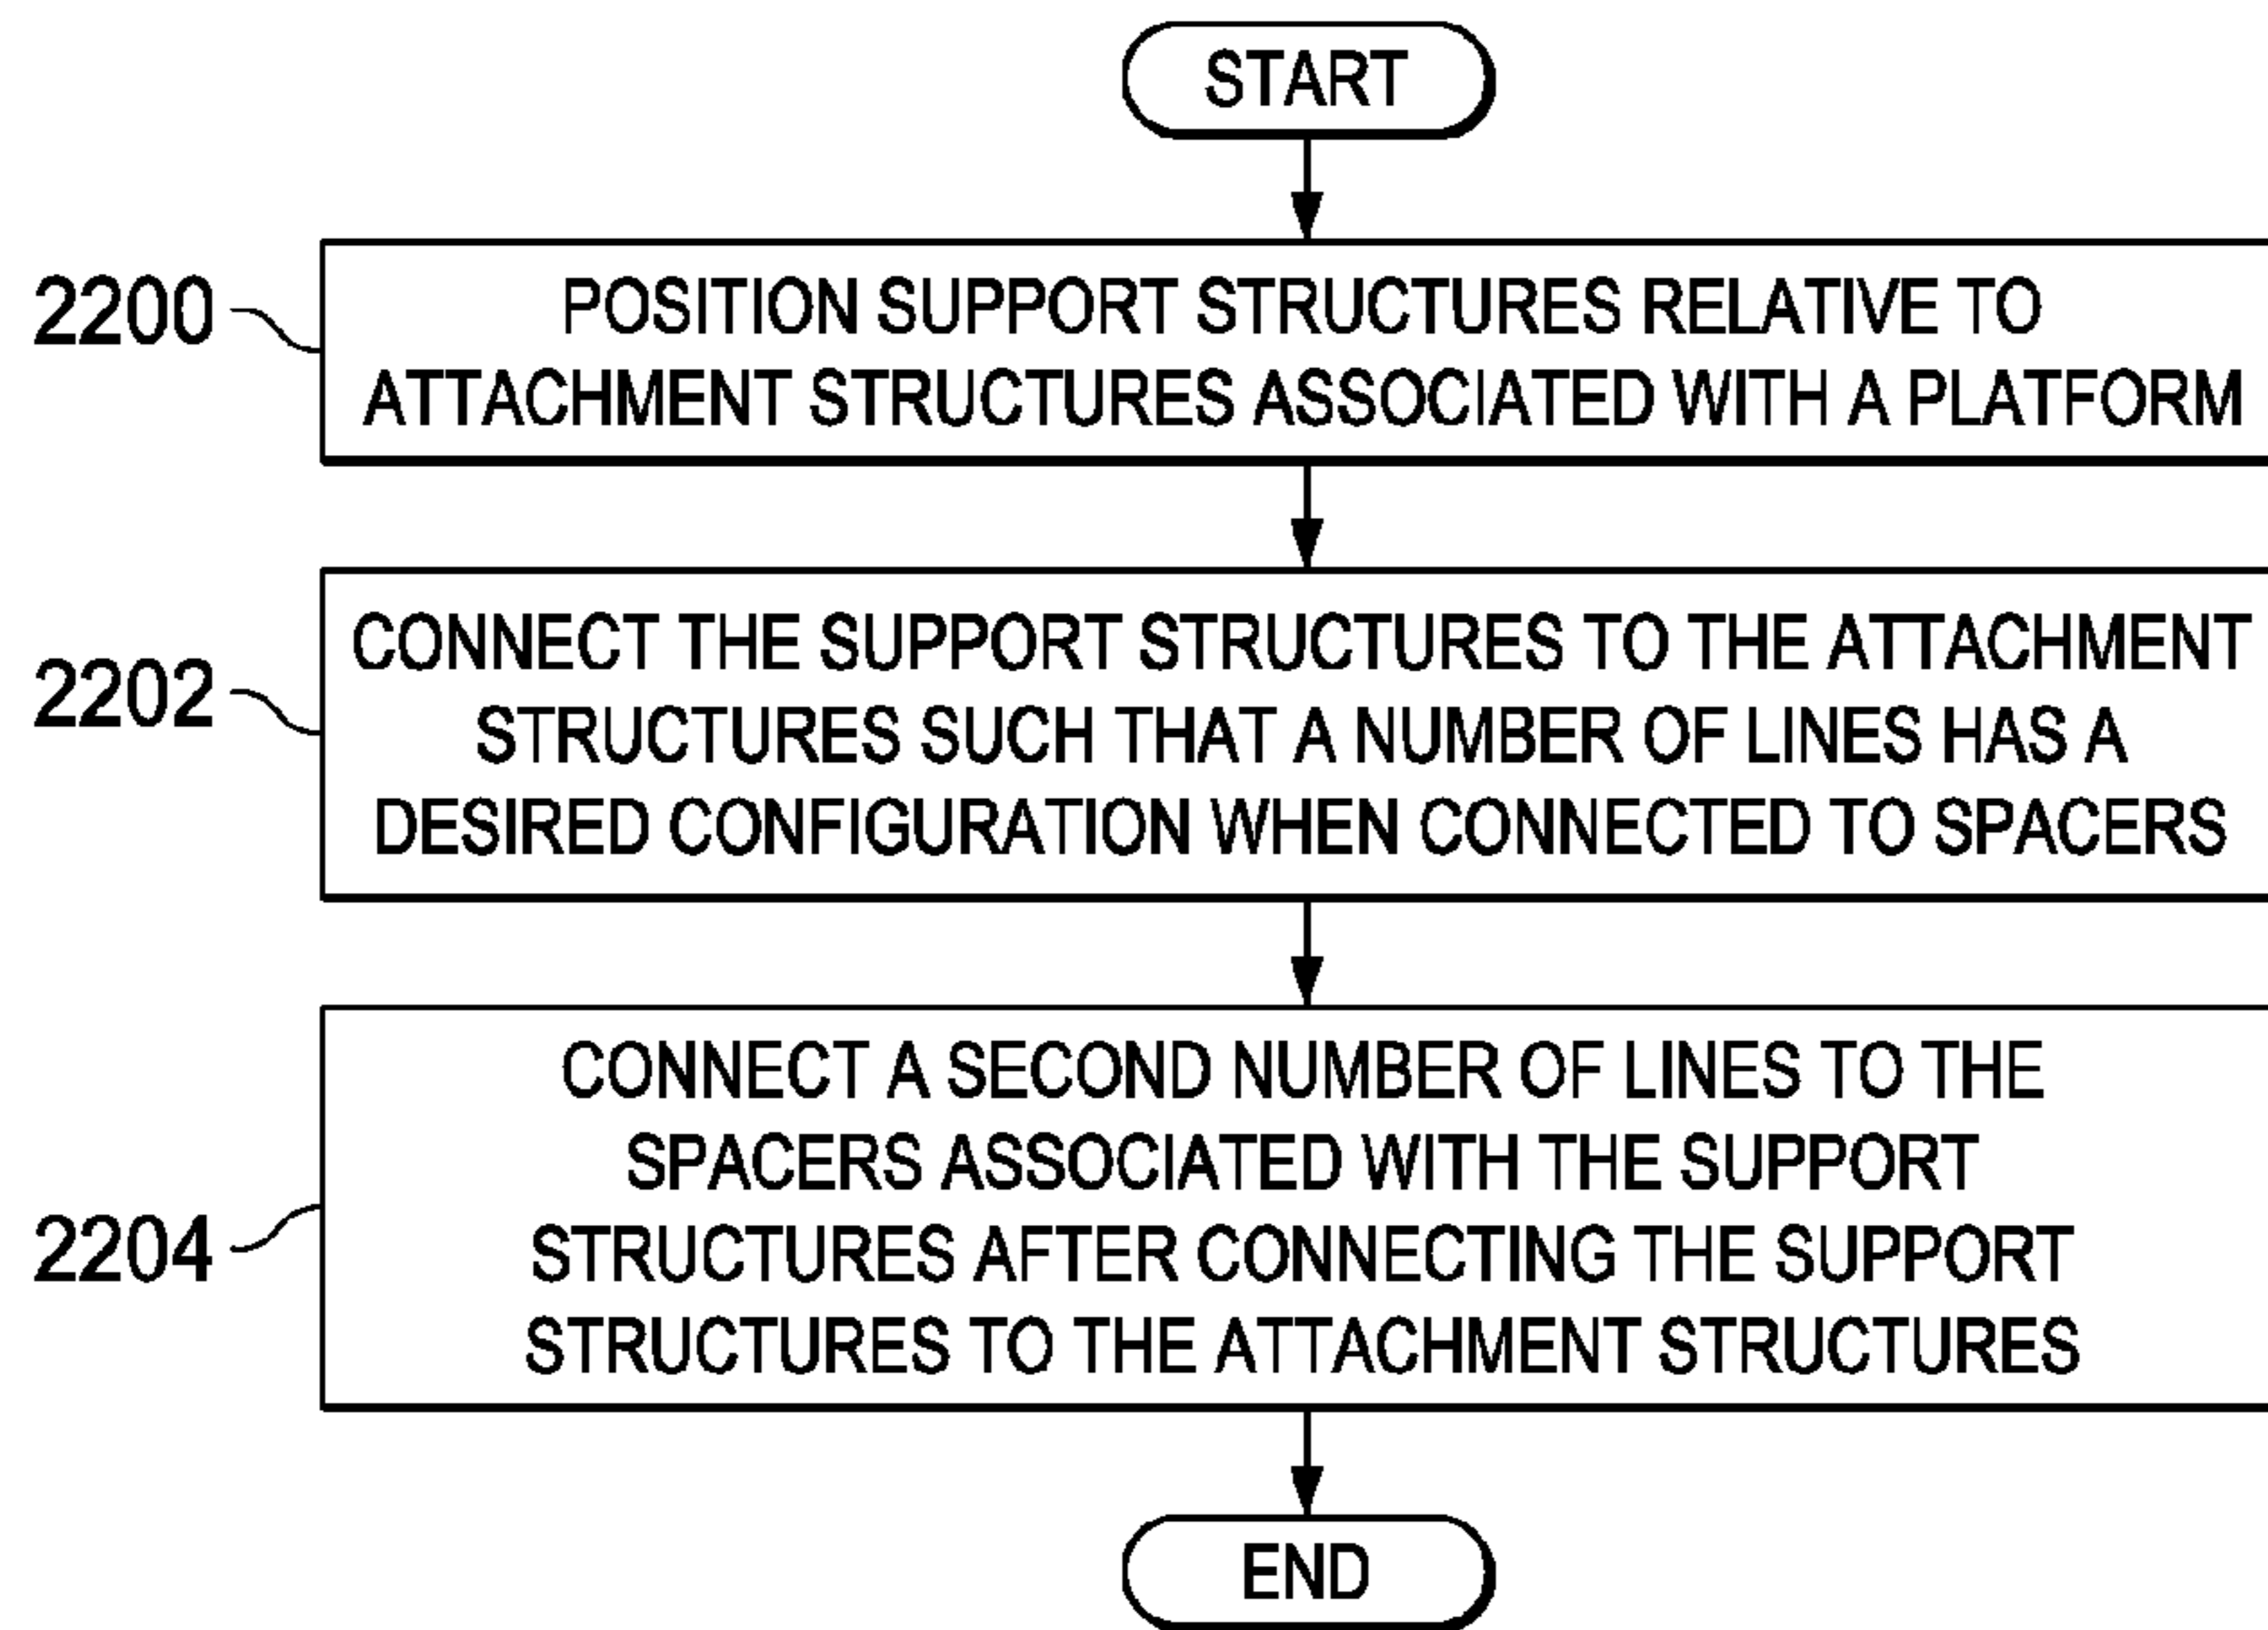 START
2200
POSITION SUPPORT STRUCTURES RELATIVE TO
ATTACHMENT STRUCTURES ASSOCIATED WITH A PLATFORM
2202
CONNECT THE SUPPORT STRUCTURES TO THE ATTACHMENT
STRUCTURES SUCH THAT A NUMBER OF LINES HAS A
DESIRED CONFIGURATION WHEN CONNECTED TO SPACERS
2204
CONNECT A SECOND NUMBER OF LINES TO THE
SPACERS ASSOCIATED WITH THE SUPPORT
STRUCTURES AFTER CONNECTING THE SUPPORT
STRUCTURES TO THE ATTACHMENT STRUCTURES
END